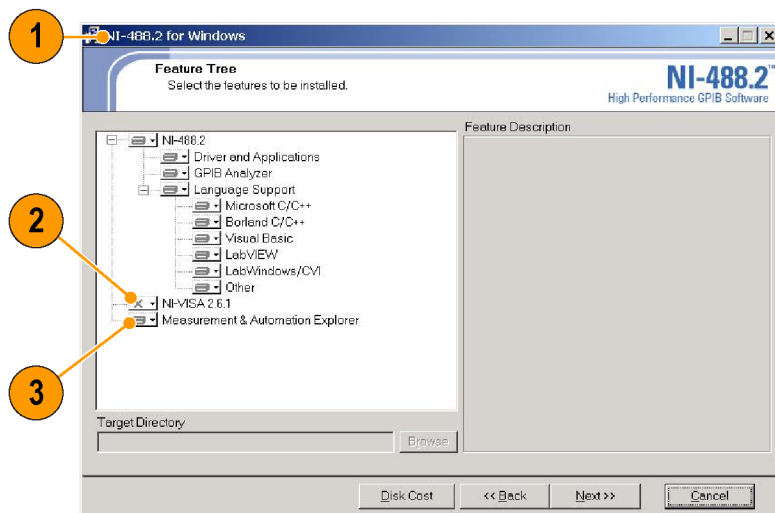 1
NI-488.2 for Windows
Feature Tree
Select the features to be installed.
NI-488.2™
High Performance GPIB Software
Feature Description
NI-488.2
Driver and Applications
GPIB Analyzer
Language Support
Microsoft C/C++
Borland C/C++
2
Visual Basic
LabVIEW
LabWindows/CVI
Other
NI-VISA 2.6.1
Measurement & Automation Explorer
3
Target Directory
Browse
Disk Cost
<< Back
Next >>
Cancel